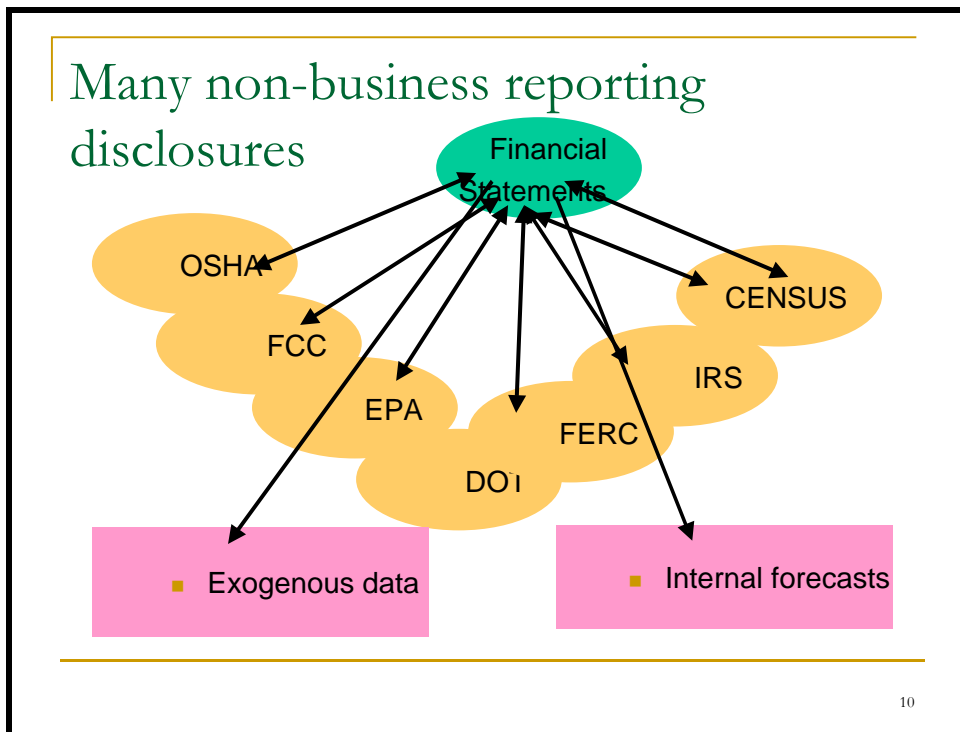 Many non-business reporting
disclosures
Financial
Statements
OSHA
CENSUS
FCC
IRS
EPA
FERC
DOT
Exogenous data
Internal forecasts
10